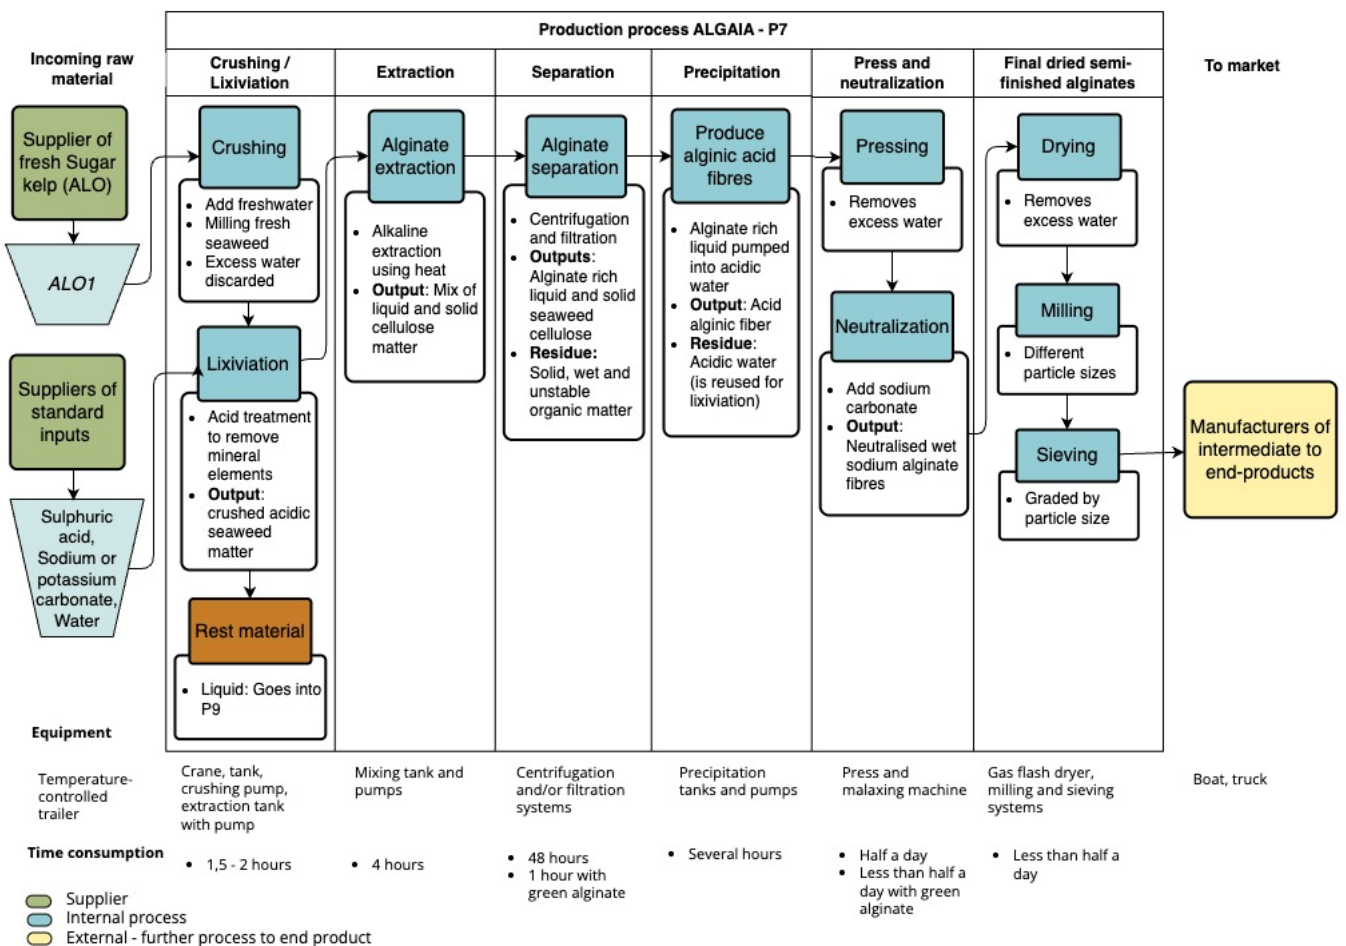 Production process ALGAIA - P7
Incoming raw
material
Crushing /
Lixiviation
Extraction
Separation
Precipitation
Press and
neutralization
Final dried semi-
finished alginates
To market
Supplier of
fresh Sugar
kelp (ALO)
ALO1
Suppliers of
standard
inputs
Sulphuric
acid,
Sodium or
potassium
carbonate,
Water
Crushing
• Add freshwater
• Milling fresh
seaweed
• Excess water
discarded
Lixiviation
• Acid treatment
to remove
mineral
elements
• Output:
crushed acidic
seaweed
matter
Rest material
• Liquid: Goes into
P9
Alginate
extraction
• Alkaline
extraction
using heat
• Output: Mix of
liquid and solid
cellulose
matter
Alginate
separation
• Centrifugation
and filtration
• Outputs:
Alginate rich
liquid and solid
seaweed
cellulose
• Residue:
Solid, wet and
unstable
organic matter
Produce
alginic acid
fibres
• Alginate rich
liquid pumped
into acidic
water
• Output: Acid
alginic fiber
• Residue:
Acidic water
(is reused for
lixiviation)
Pressing
• Removes
excess water
Neutralization
• Add sodium
carbonate
• Output:
Neutralised wet
sodium alginate
fibres
Drying
• Removes
excess water
Milling
• Different
particle sizes
Sieving
• Graded by
particle size
Manufacturers of
intermediate to
end-products
Equipment
Temperature-
controlled
trailer
Crane, tank,
crushing pump,
extraction tank
with pump
Mixing tank and
pumps
Centrifugation
and/or filtration
systems
Precipitation
tanks and pumps
Press and
malaxing machine
Gas flash dryer,
milling and sieving
systems
Boat, truck
Time consumption
• 1,5 - 2 hours
• 4 hours
• 48 hours
• 1 hour with
green alginate
• Several hours
• Half a day
• Less than half a
day with green
alginate
• Less than half a
day
Supplier
Internal process
External - further process to end product